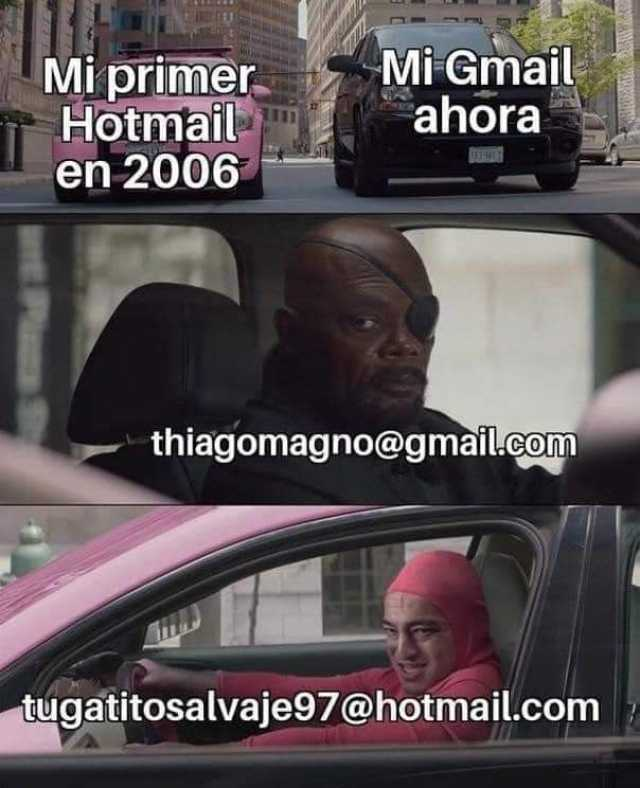 Mi primer
Hotmail
en 2006
Mi Gmail
ahora
thiagomagno@gmail.com
tugatitosalvaje97@hotmail.com